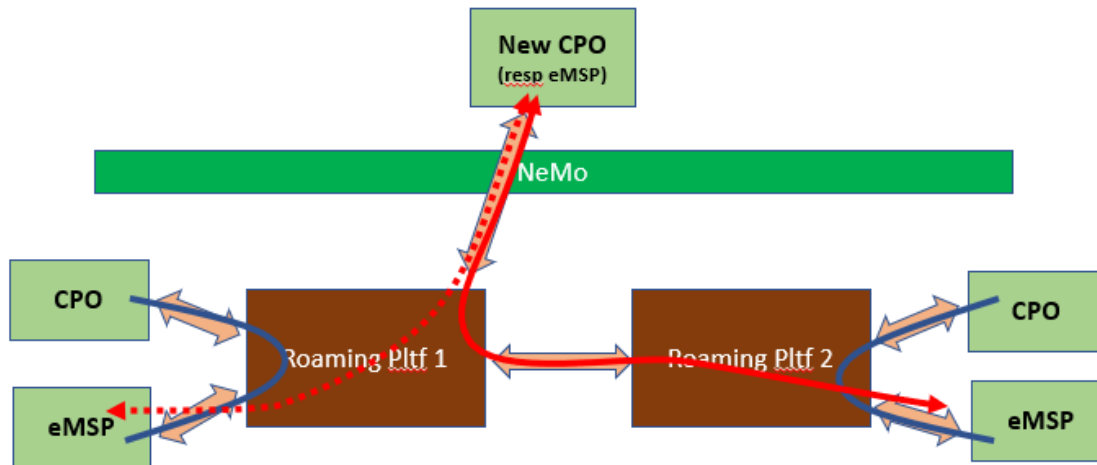 New CPO
(resp eMSP)
NeMo
CPO
Roaming Pltf 1
eMSP
Roaming Pltf 2
CPO
eMSP